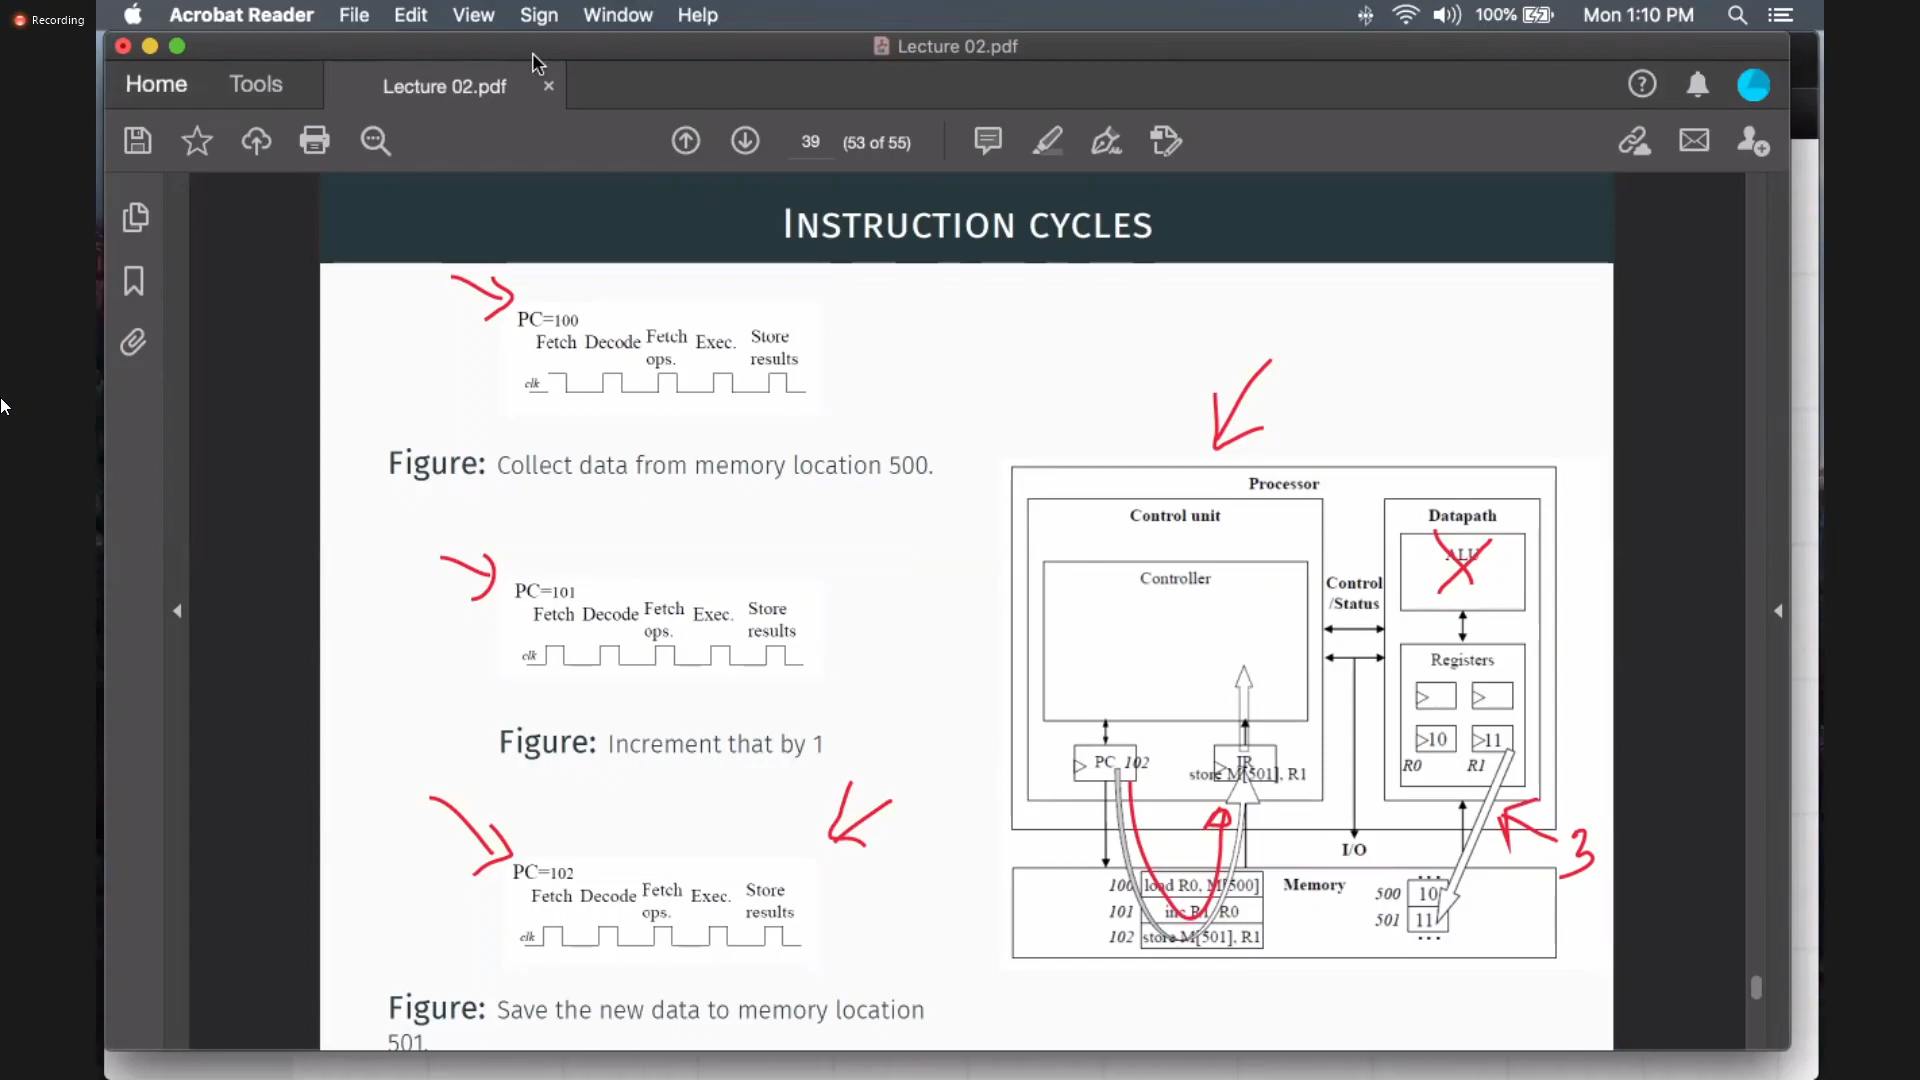 Recording
Acrobat Reader File Edit View Sign Window Help 100% Mon 1:10 PM
Lecture 02.pdf
Home Tools Lecture 02.pdf ×
39 (53 of 55)
INSTRUCTION CYCLES
PC=100
Fetch Decode Fetch ops. Exec. Store results
clk
Figure: Collect data from memory location 500.
PC=101
Fetch Decode Fetch ops. Exec. Store results
clk
Figure: Increment that by 1
PC=102
Fetch Decode Fetch ops. Exec. Store results
clk
Figure: Save the new data to memory location
501.
Processor
Control unit
Datapath
ALU
Controller
Control
/Status
Registers
10 11
R0 R1
PC 102
IR
store M[501], R1
3
I/O
Memory
100 load R0, M[500]
101 inc R1, R0
102 store M[501], R1
...
500 10
501 11
...